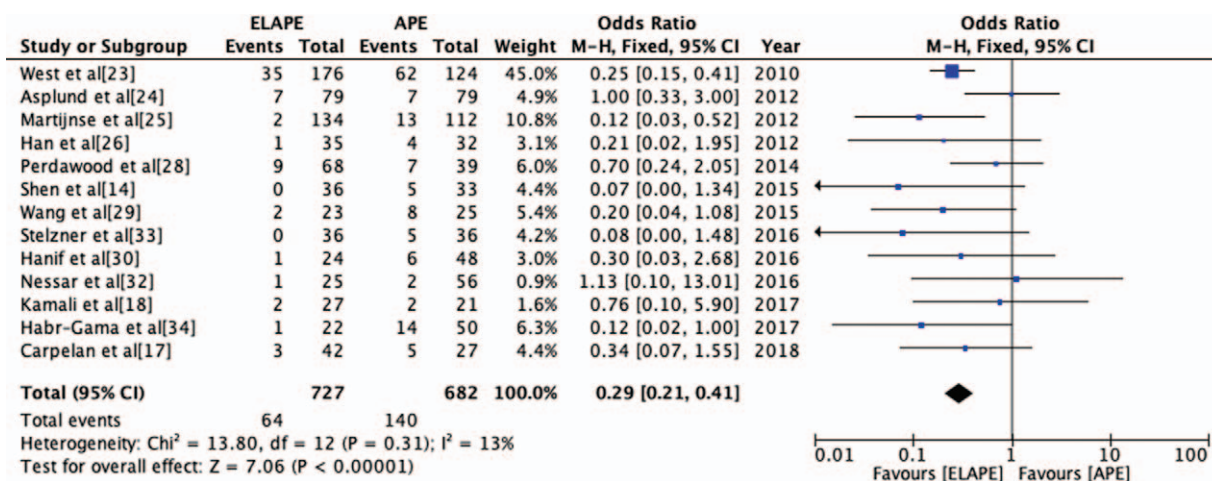 ELAPE APE Odds Ratio Odds Ratio
Study or Subgroup Events Total Events Total Weight M-H, Fixed, 95% CI Year M-H, Fixed, 95% CI
West et al[23] 35 176 62 124 45.0% 0.25 [0.15, 0.41] 2010
Asplund et al[24] 7 79 7 79 4.9% 1.00 [0.33, 3.00] 2012
Martijnse et al[25] 2 134 13 112 10.8% 0.12 [0.03, 0.52] 2012
Han et al[26] 1 35 4 32 3.1% 0.21 [0.02, 1.95] 2012
Perdawood et al[28] 9 68 7 39 6.0% 0.70 [0.24, 2.05] 2014
Shen et al[14] 0 36 5 33 4.4% 0.07 [0.00, 1.34] 2015
Wang et al[29] 2 23 8 25 5.4% 0.20 [0.04, 1.08] 2015
Stelzner et al[33] 0 36 5 36 4.2% 0.08 [0.00, 1.48] 2016
Hanif et al[30] 1 24 6 48 3.0% 0.30 [0.03, 2.68] 2016
Nessar et al[32] 1 25 2 56 0.9% 1.13 [0.10, 13.01] 2016
Kamali et al[18] 2 27 2 21 1.6% 0.76 [0.10, 5.90] 2017
Habr-Gama et al[34] 1 22 14 50 6.3% 0.12 [0.02, 1.00] 2017
Carpelan et al[17] 3 42 5 27 4.4% 0.34 [0.07, 1.55] 2018
Total (95% CI) 727 682 100.0% 0.29 [0.21, 0.41]
Total events 64 140
Heterogeneity: Chi² = 13.80, df = 12 (P = 0.31); I² = 13%
Test for overall effect: Z = 7.06 (P < 0.00001)
0.01 0.1 1 10 100
Favours [ELAPE] Favours [APE]